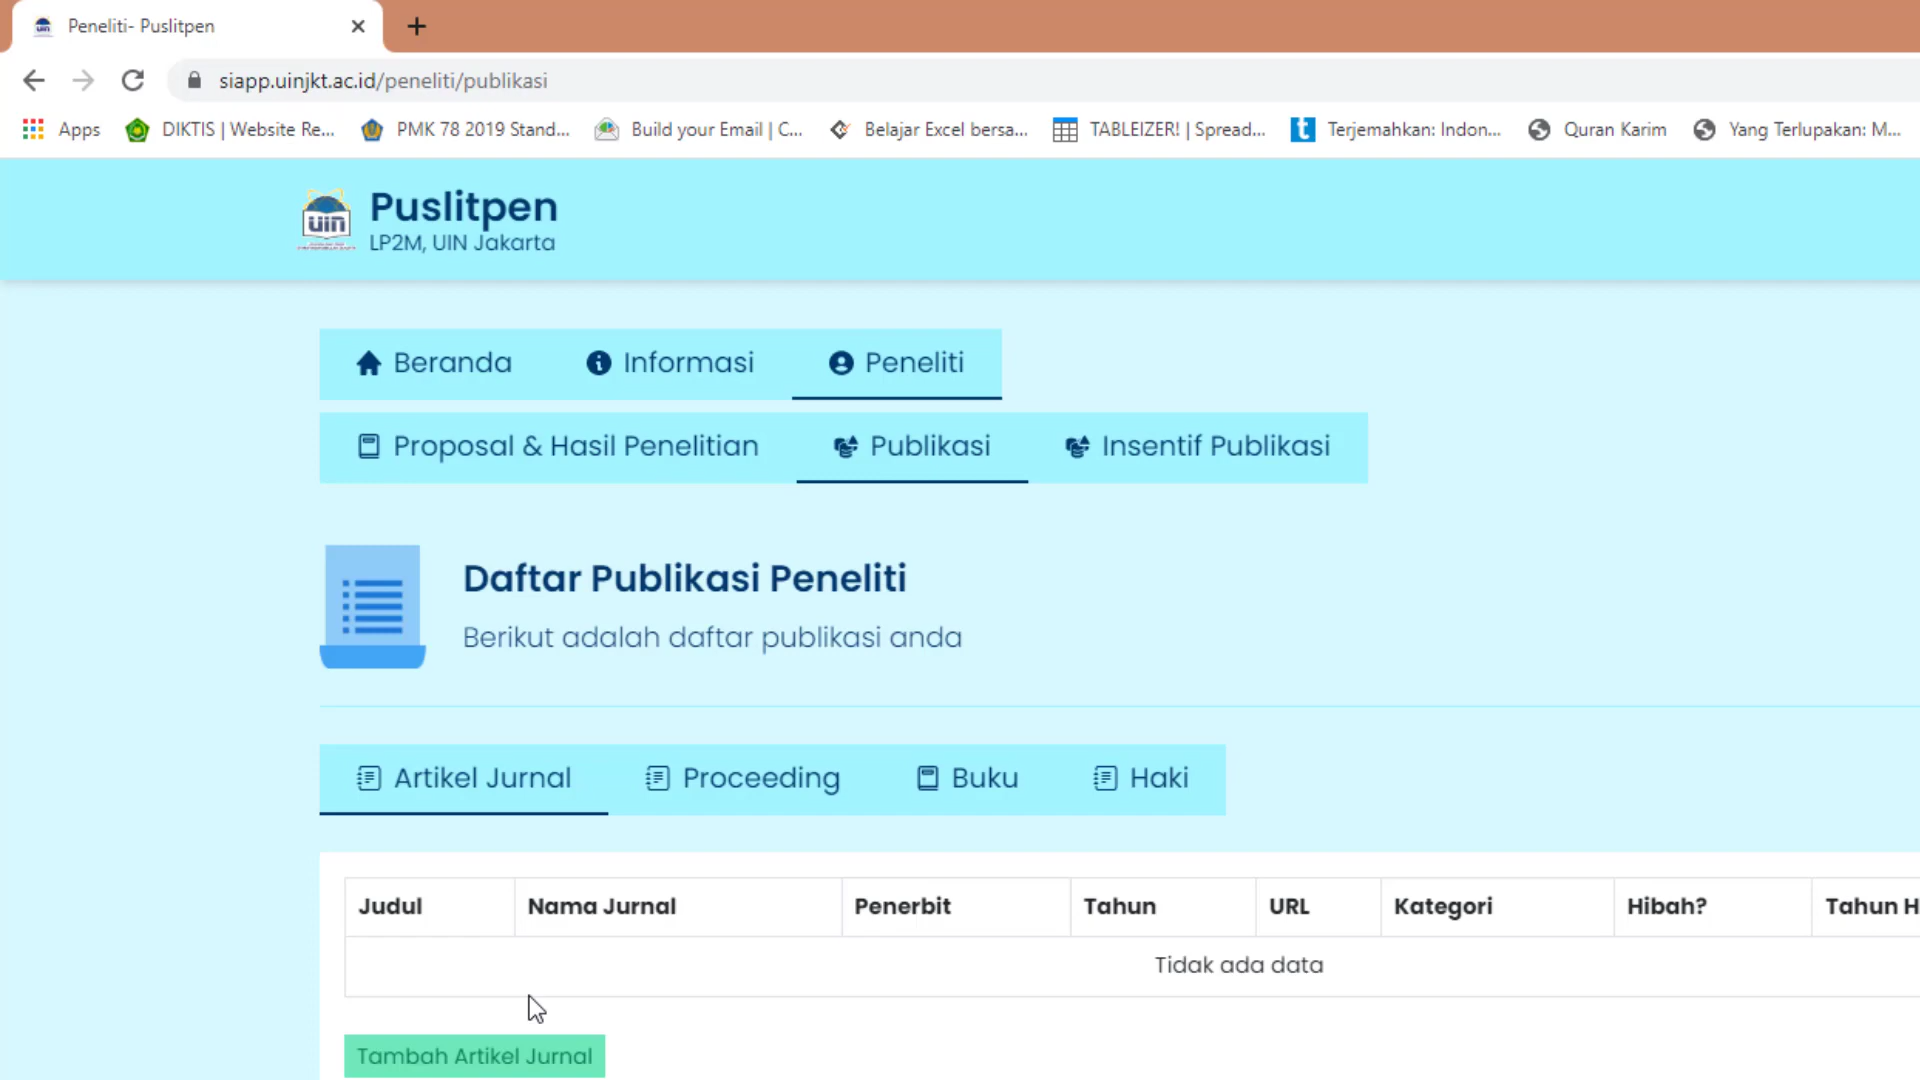 Peneliti- Puslitpen
siapp.uinjkt.ac.id/peneliti/publikasi
Apps DIKTIS | Website Re... PMK 78 2019 Stand... Build your Email | C... Belajar Excel bersa... TABLEIZER! | Spread... Terjemahkan: Indon... Quran Karim Yang Terlupakan: M...
uin Puslitpen
LP2M, UIN Jakarta
Beranda Informasi Peneliti
Proposal & Hasil Penelitian Publikasi Insentif Publikasi
Daftar Publikasi Peneliti
Berikut adalah daftar publikasi anda
Artikel Jurnal Proceeding Buku Haki
Judul Nama Jurnal Penerbit Tahun URL Kategori Hibah? Tahun H
Tidak ada data
Tambah Artikel Jurnal